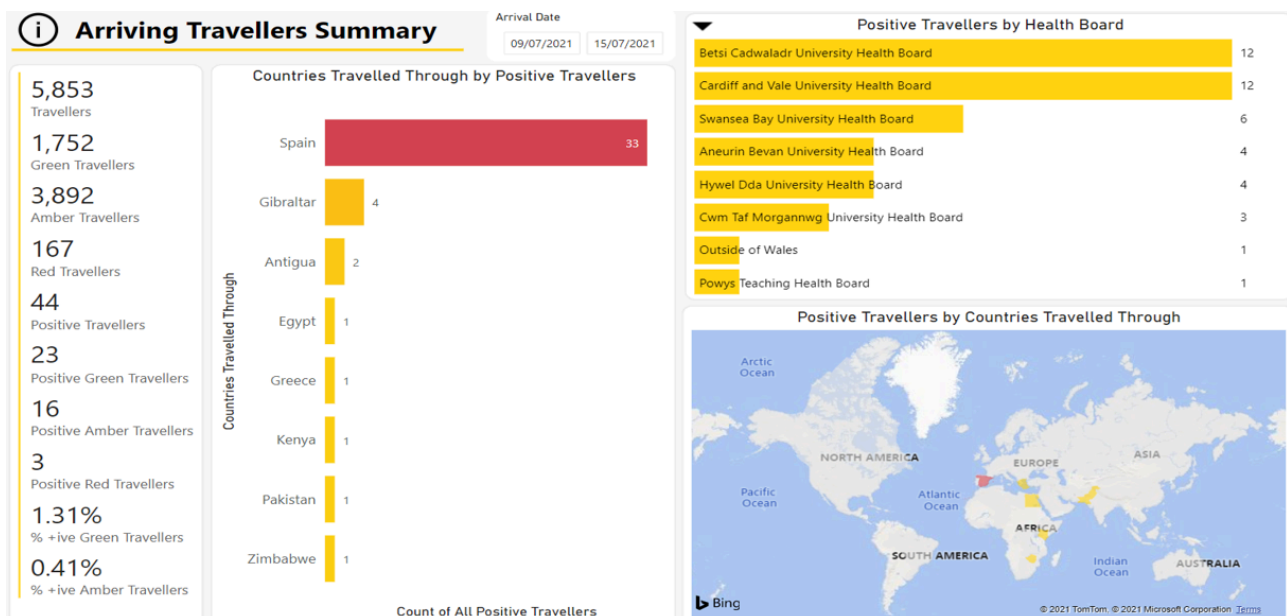 i
Arriving Travellers Summary
Arrival Date
09/07/2021 15/07/2021
5,853
Travellers
1,752
Green Travellers
3,892
Amber Travellers
167
Red Travellers
44
Positive Travellers
23
Positive Green Travellers
16
Positive Amber Travellers
3
Positive Red Travellers
1.31%
% +ive Green Travellers
0.41%
% +ive Amber Travellers
Countries Travelled Through by Positive Travellers
Countries Travelled Through
Spain 33
Gibraltar 4
Antigua 2
Egypt 1
Greece 1
Kenya 1
Pakistan 1
Zimbabwe 1
Count of All Positive Travellers
Positive Travellers by Health Board
Betsi Cadwaladr University Health Board 12
Cardiff and Vale University Health Board 12
Swansea Bay University Health Board 6
Aneurin Bevan University Health Board 4
Hywel Dda University Health Board 4
Cwm Taf Morgannwg University Health Board 3
Outside of Wales 1
Powys Teaching Health Board 1
Positive Travellers by Countries Travelled Through
Arctic
Ocean
NORTH AMERICA
EUROPE
ASIA
Pacific
Ocean
Atlantic
Ocean
AFRICA
SOUTH AMERICA
Indian
Ocean
AUSTRALIA
Bing
© 2021 TomTom, © 2021 Microsoft Corporation Terms